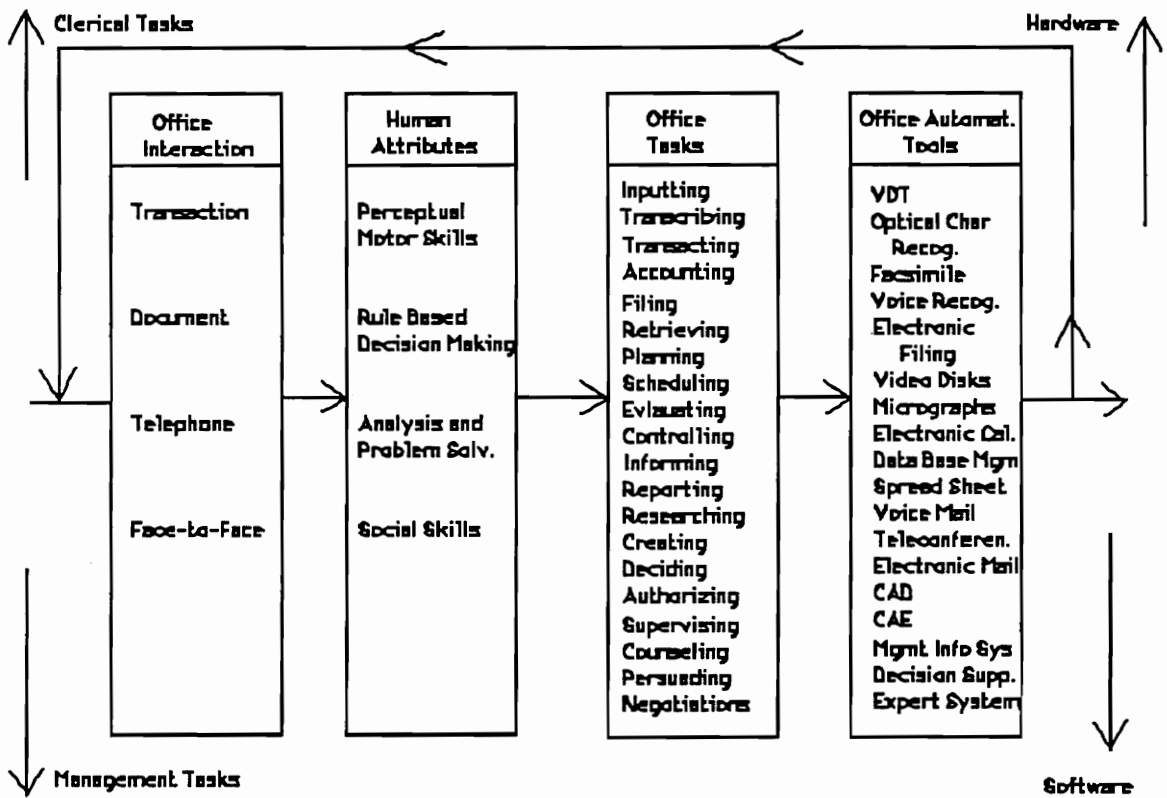 Clerical Tasks
Hardware
Office
Interaction
Transaction
Document
Telephone
Face-to-Face
Human
Attributes
Perceptual
Motor Skills
Rule Based
Decision Making
Analysis and
Problem Solv.
Social Skills
Office
Tasks
Inputting
Transcribing
Transacting
Accounting
Filing
Retrieving
Planning
Scheduling
Evlauating
Controlling
Informing
Reporting
Researching
Creating
Deciding
Authorizing
Supervising
Counseling
Persuading
Negotiations
Office Automat.
Tools
VDT
Optical Char
Recog.
Facsimile
Voice Recog.
Electronic
Filing
Video Disks
Micrographs
Electronic Cal.
Data Base Mgm
Spread Sheet
Voice Mail
Teleconferen.
Electronic Mail
CAD
CAE
Mgmt Info Sys
Decision Supp.
Expert System
Management Tasks
Software